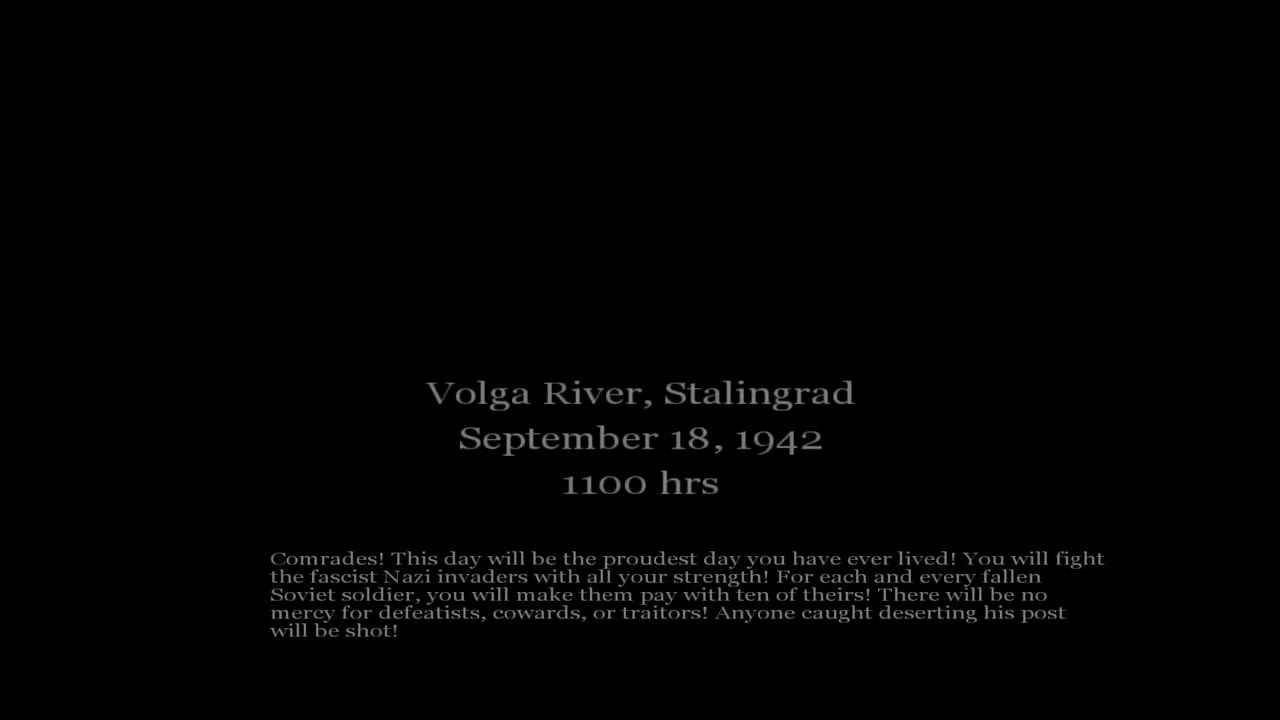 Volga River, Stalingrad
September 18, 1942
1100 hrs
Comrades! This day will be the proudest day you have ever lived! You will fight
the fascist Nazi invaders with all your strength! For each and every fallen
Soviet soldier, you will make them pay with ten of theirs! There will be no
mercy for defeatists, cowards, or traitors! Anyone caught deserting his post
will be shot!